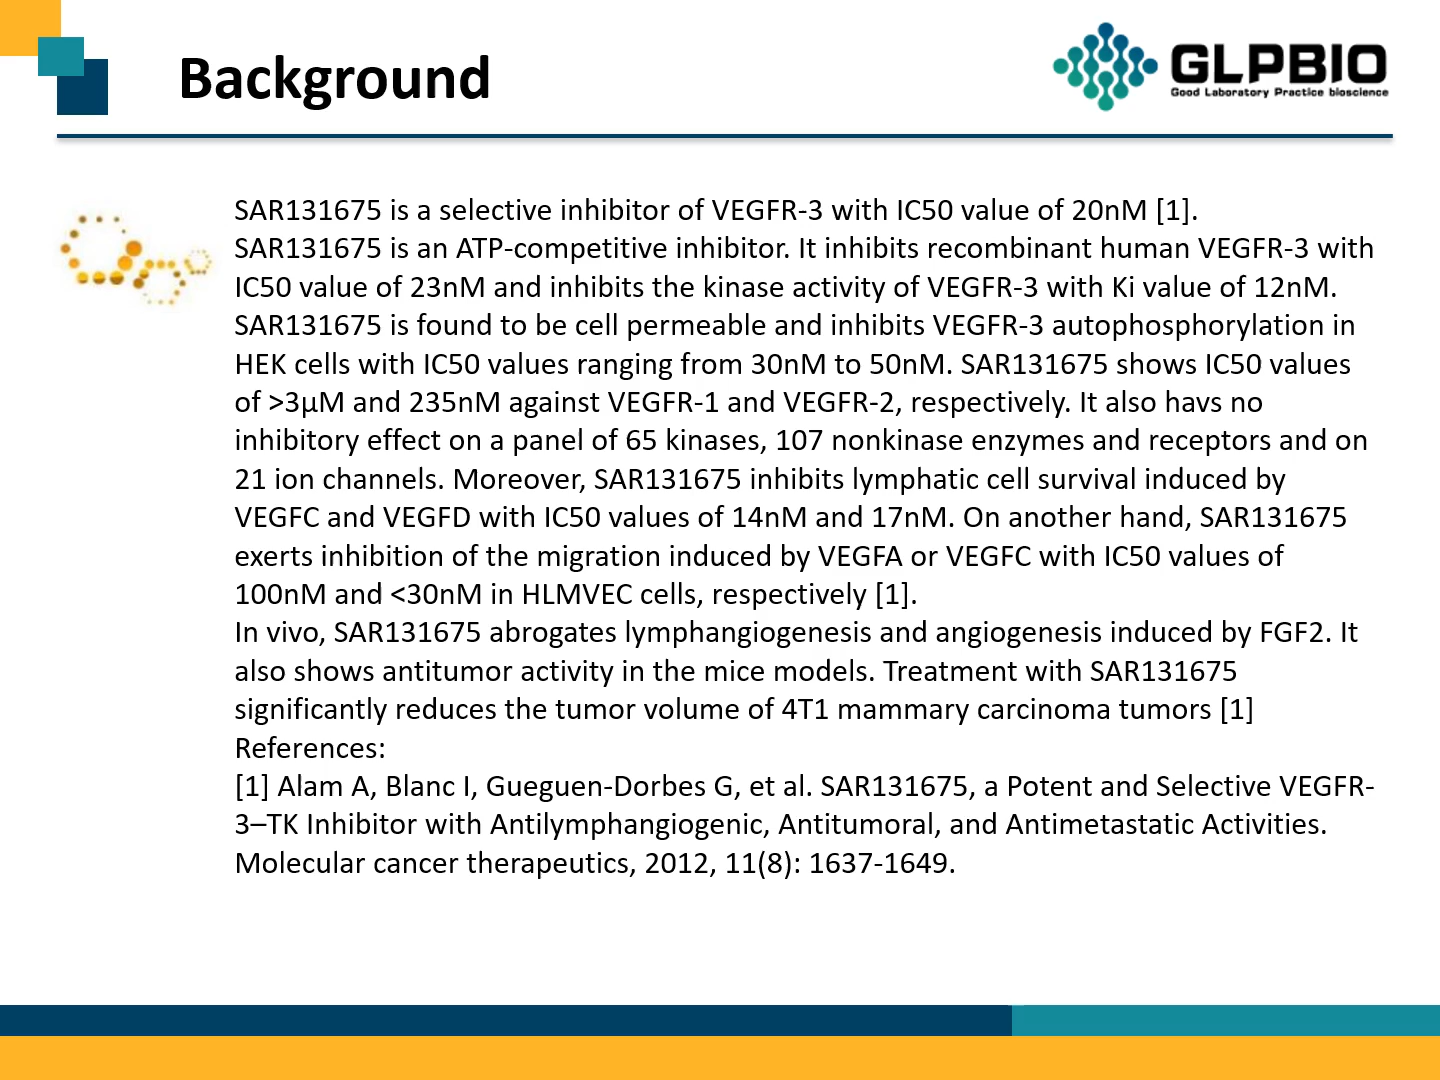 Background
GLPBIO
Good Laboratory Practice bioscience
SAR131675 is a selective inhibitor of VEGFR-3 with IC50 value of 20nM [1].
SAR131675 is an ATP-competitive inhibitor. It inhibits recombinant human VEGFR-3 with
IC50 value of 23nM and inhibits the kinase activity of VEGFR-3 with Ki value of 12nM.
SAR131675 is found to be cell permeable and inhibits VEGFR-3 autophosphorylation in
HEK cells with IC50 values ranging from 30nM to 50nM. SAR131675 shows IC50 values
of >3μM and 235nM against VEGFR-1 and VEGFR-2, respectively. It also havs no
inhibitory effect on a panel of 65 kinases, 107 nonkinase enzymes and receptors and on
21 ion channels. Moreover, SAR131675 inhibits lymphatic cell survival induced by
VEGFC and VEGFD with IC50 values of 14nM and 17nM. On another hand, SAR131675
exerts inhibition of the migration induced by VEGFA or VEGFC with IC50 values of
100nM and <30nM in HLMVEC cells, respectively [1].
In vivo, SAR131675 abrogates lymphangiogenesis and angiogenesis induced by FGF2. It
also shows antitumor activity in the mice models. Treatment with SAR131675
significantly reduces the tumor volume of 4T1 mammary carcinoma tumors [1]
References:
[1] Alam A, Blanc I, Gueguen-Dorbes G, et al. SAR131675, a Potent and Selective VEGFR-
3–TK Inhibitor with Antilymphangiogenic, Antitumoral, and Antimetastatic Activities.
Molecular cancer therapeutics, 2012, 11(8): 1637-1649.